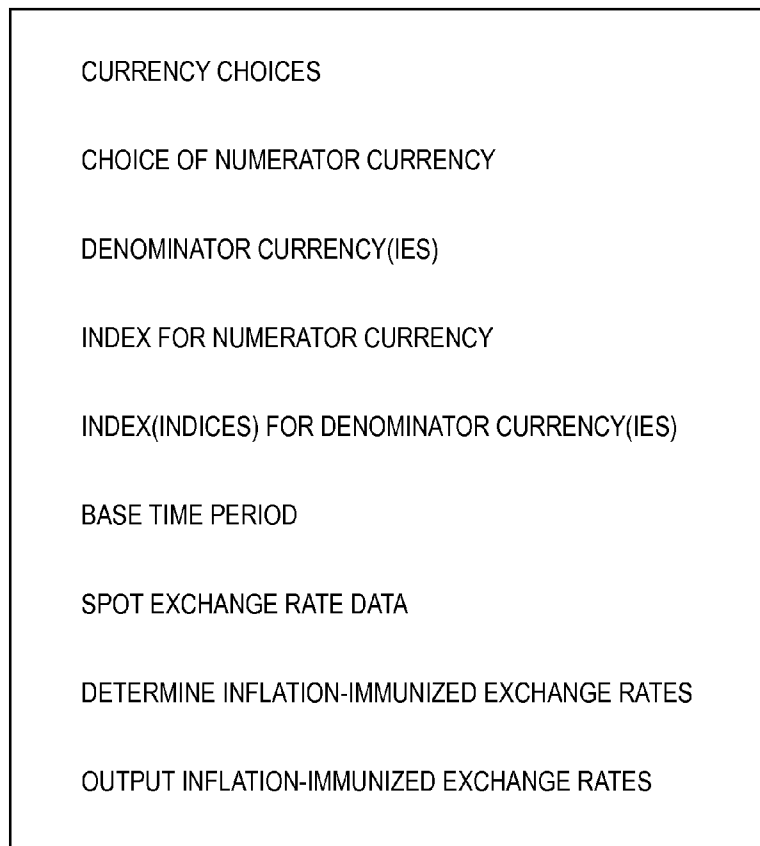 CURRENCY CHOICES
CHOICE OF NUMERATOR CURRENCY
DENOMINATOR CURRENCY(IES)
INDEX FOR NUMERATOR CURRENCY
INDEX(INDICES) FOR DENOMINATOR CURRENCY(IES)
BASE TIME PERIOD
SPOT EXCHANGE RATE DATA
DETERMINE INFLATION-IMMUNIZED EXCHANGE RATES
OUTPUT INFLATION-IMMUNIZED EXCHANGE RATES